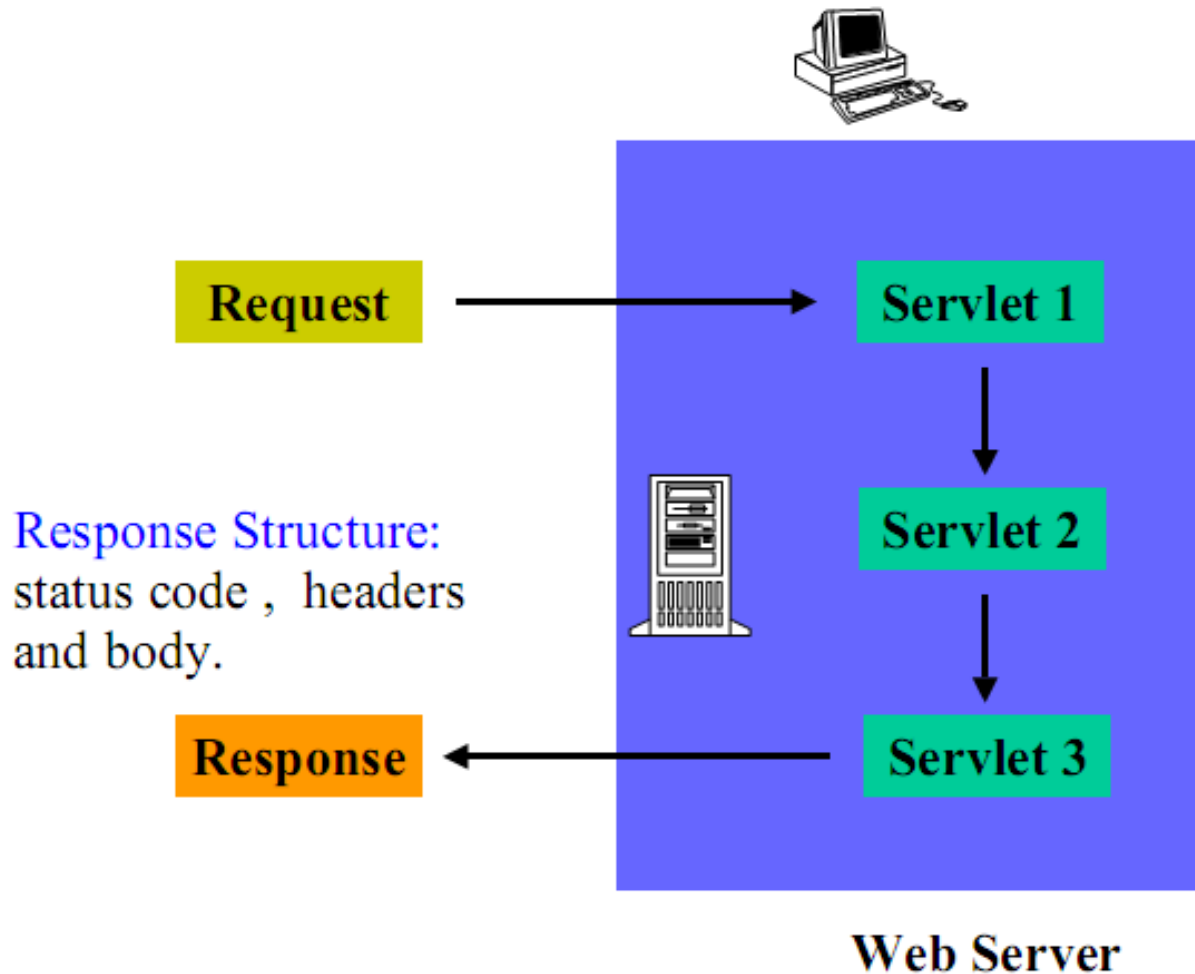 Request
Servlet 1
Servlet 2
Response Structure:
status code , headers
and body.
Response
Servlet 3
Web Server